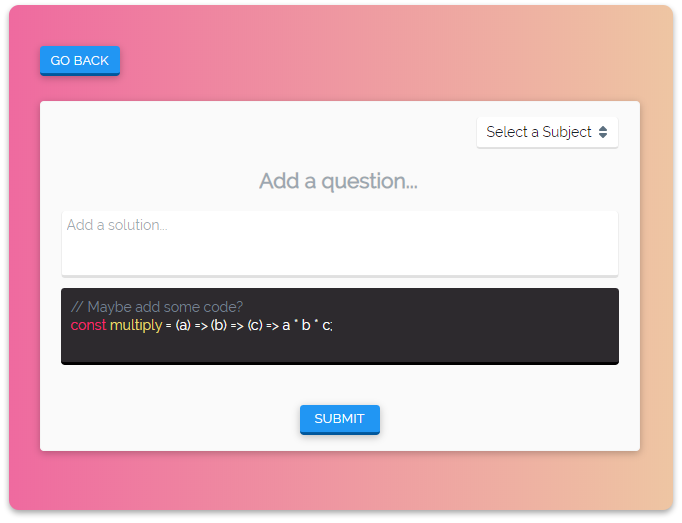 GO BACK
Select a Subject
Add a question...
Add a solution...
// Maybe add some code?
const multiply = (a) => (b) => (c) => a * b * c;
SUBMIT